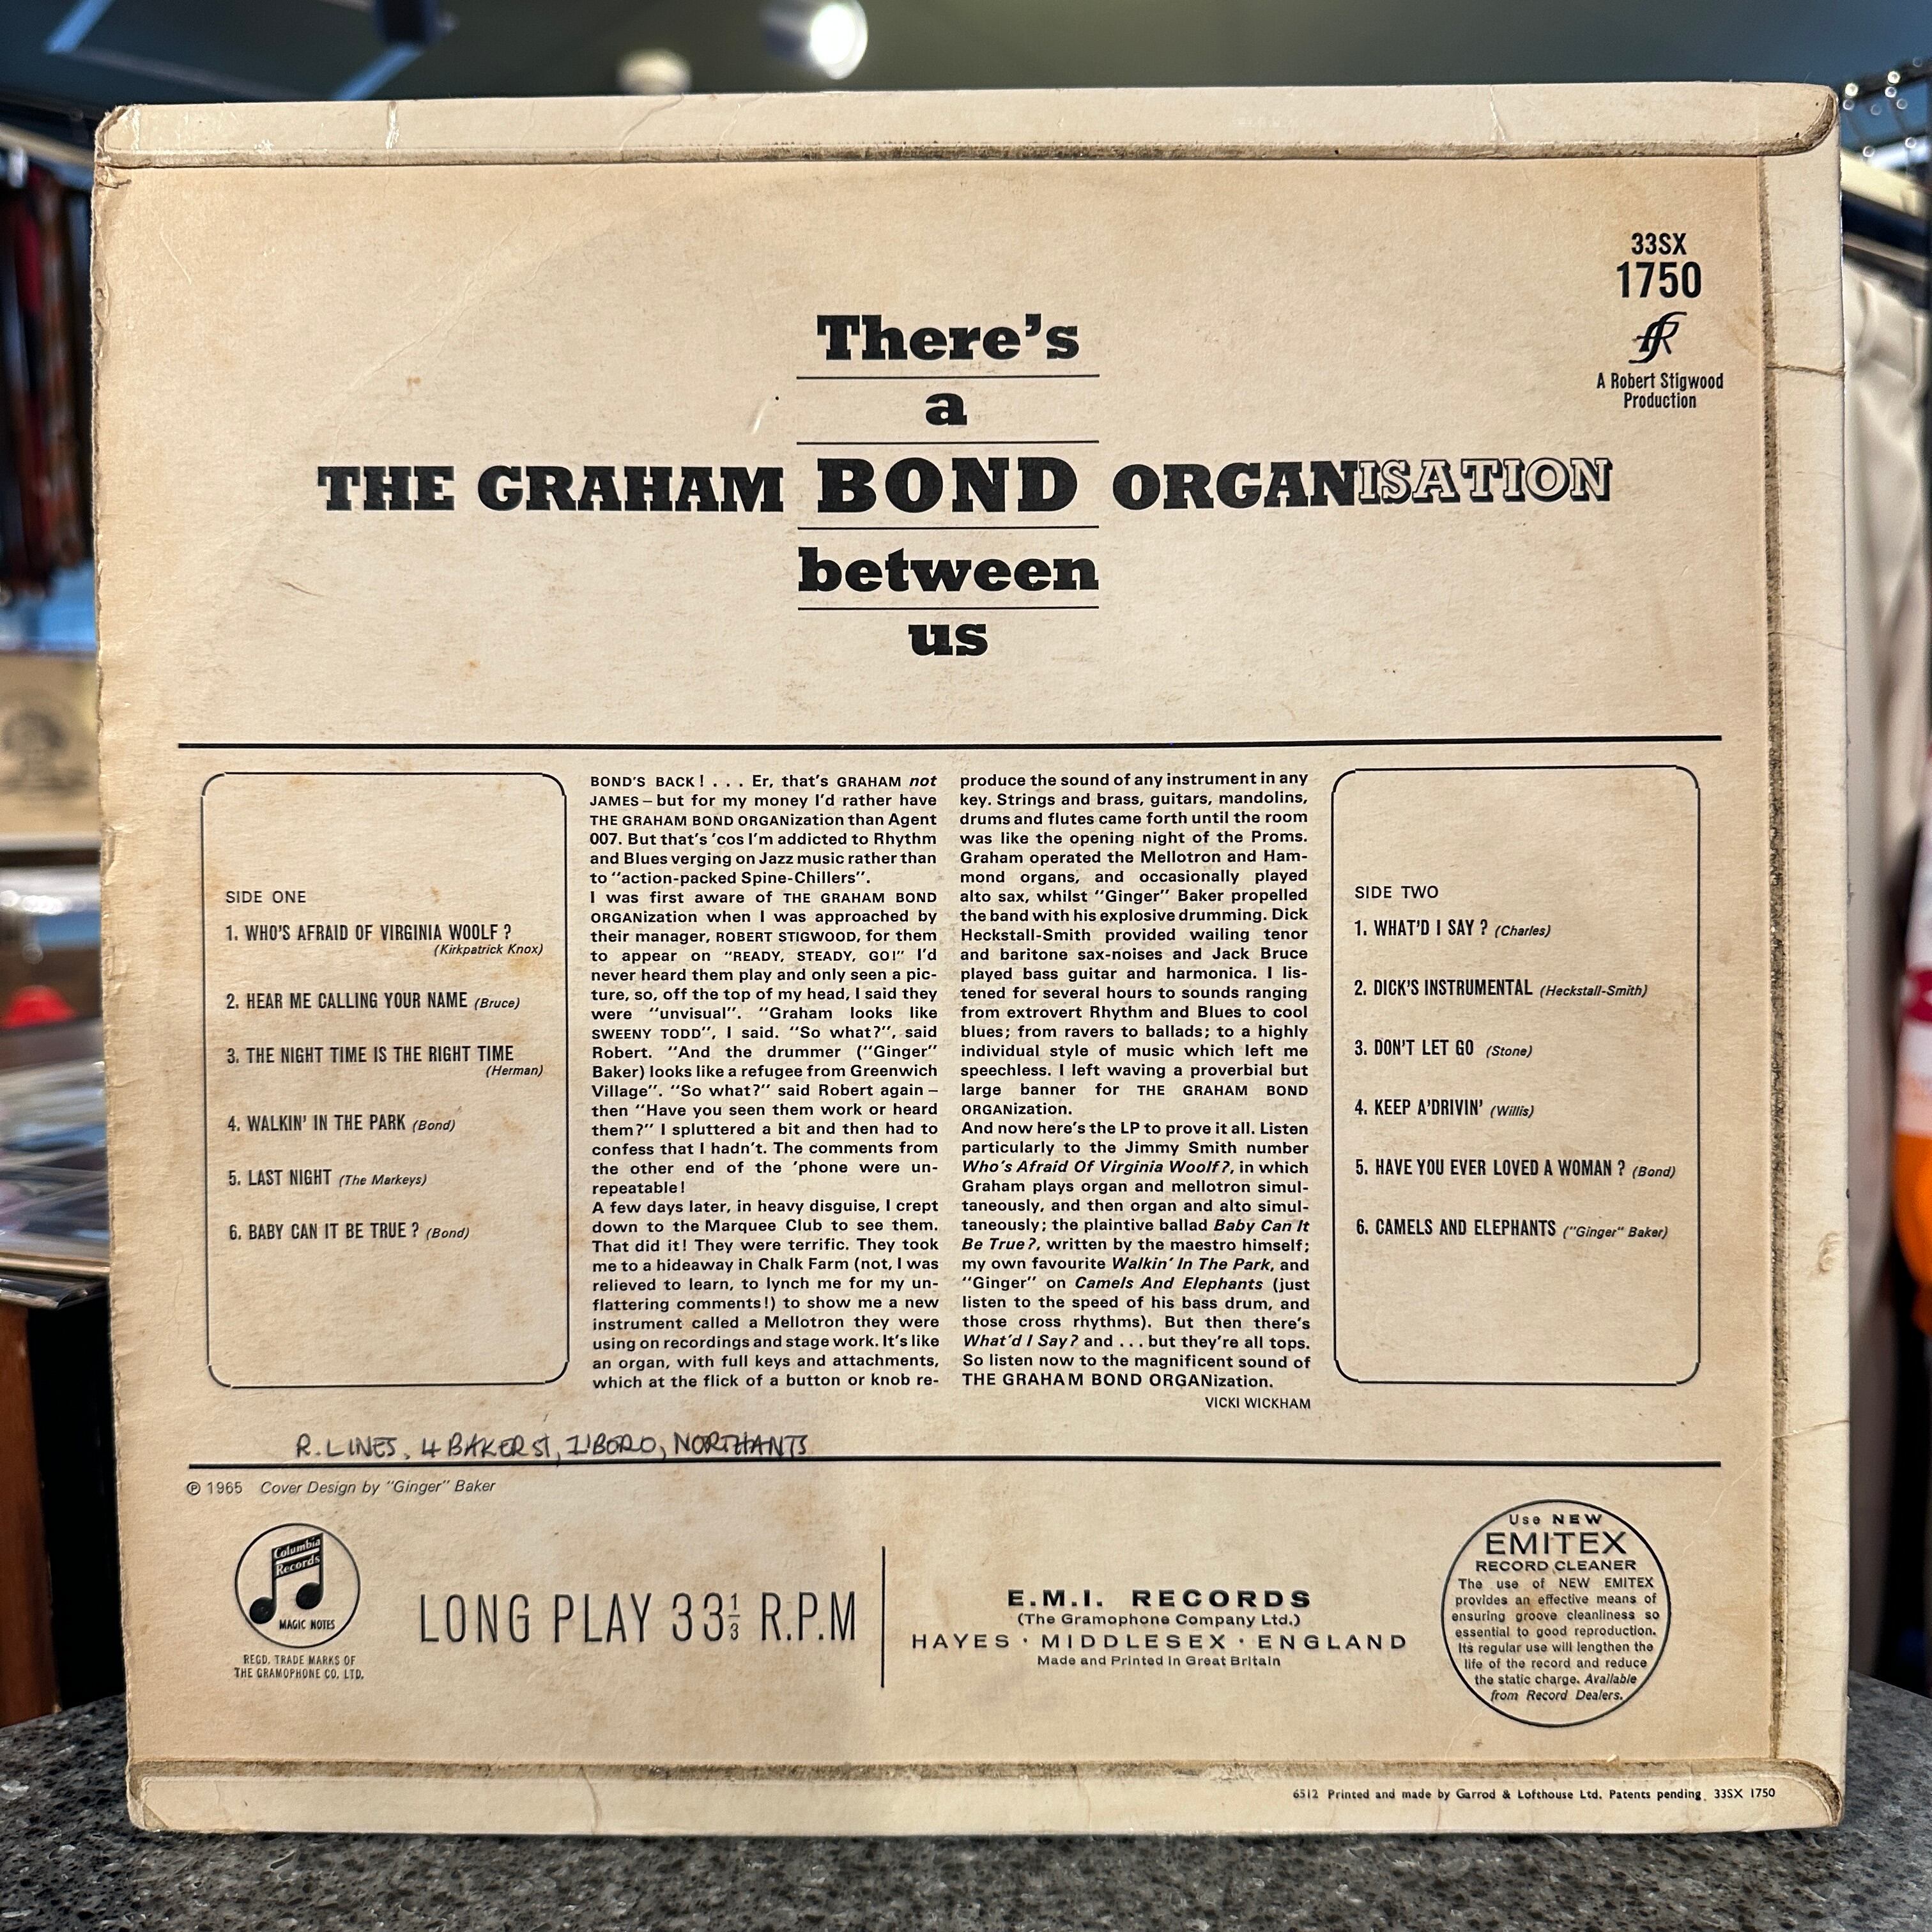 33SX
1750
A Robert Stigwood
Production
There's
a
THE GRAHAM BOND ORGANISATION
between
us
SIDE ONE
1. WHO'S AFRAID OF VIRGINIA WOOLF ?
(Kirkpatrick Knox)
2. HEAR ME CALLING YOUR NAME (Bruce)
3. THE NIGHT TIME IS THE RIGHT TIME
(Herman)
4. WALKIN' IN THE PARK (Bond)
5. LAST NIGHT (The Markeys)
6. BABY CAN IT BE TRUE ? (Bond)
BOND'S BACK ! . . . Er, that's GRAHAM not
JAMES – but for my money I'd rather have
THE GRAHAM BOND ORGANization than Agent
007. But that's 'cos I'm addicted to Rhythm
and Blues verging on Jazz music rather than
to "action-packed Spine-Chillers".
I was first aware of THE GRAHAM BOND
ORGANization when I was approached by
their manager, ROBERT STIGWOOD, for them
to appear on "READY, STEADY, GO!" I'd
never heard them play and only seen a pic-
ture, so, off the top of my head, I said they
were "unvisual". "Graham looks like
SWEENY TODD", I said. "So what?", said
Robert. "And the drummer ("Ginger"
Baker) looks like a refugee from Greenwich
Village". "So what?" said Robert again –
then "Have you seen them work or heard
them?" I spluttered a bit and then had to
confess that I hadn't. The comments from
the other end of the 'phone were un-
repeatable!
A few days later, in heavy disguise, I crept
down to the Marquee Club to see them.
That did it! They were terrific. They took
me to a hideaway in Chalk Farm (not, I was
relieved to learn, to lynch me for my un-
flattering comments!) to show me a new
instrument called a Mellotron they were
using on recordings and stage work. It's like
an organ, with full keys and attachments,
which at the flick of a button or knob re-
produce the sound of any instrument in any
key. Strings and brass, guitars, mandolins,
drums and flutes came forth until the room
was like the opening night of the Proms.
Graham operated the Mellotron and Ham-
mond organs, and occasionally played
alto sax, whilst "Ginger" Baker propelled
the band with his explosive drumming. Dick
Heckstall-Smith provided wailing tenor
and baritone sax-noises and Jack Bruce
played bass guitar and harmonica. I lis-
tened for several hours to sounds ranging
from extrovert Rhythm and Blues to cool
blues; from ravers to ballads; to a highly
individual style of music which left me
speechless. I left waving a proverbial but
large banner for THE GRAHAM BOND
ORGANization.
And now here's the LP to prove it all. Listen
particularly to the Jimmy Smith number
Who's Afraid Of Virginia Woolf?, in which
Graham plays organ and mellotron simul-
taneously, and then organ and alto simul-
taneously; the plaintive ballad Baby Can It
Be True?, written by the maestro himself;
my own favourite Walkin' In The Park, and
"Ginger" on Camels And Elephants (just
listen to the speed of his bass drum, and
those cross rhythms). But then there's
What'd I Say? and . . . but they're all tops.
So listen now to the magnificent sound of
THE GRAHAM BOND ORGANization.
VICKI WICKHAM
SIDE TWO
1. WHAT'D I SAY ? (Charles)
2. DICK'S INSTRUMENTAL (Heckstall-Smith)
3. DON'T LET GO (Stone)
4. KEEP A'DRIVIN' (Willis)
5. HAVE YOU EVER LOVED A WOMAN ? (Bond)
6. CAMELS AND ELEPHANTS ("Ginger" Baker)
R. LINES, 4 BAKER St, I'BORO, NORTHANTS
℗ 1965 Cover Design by "Ginger" Baker
Columbia
Records
MAGIC NOTES
REGD. TRADE MARKS OF
THE GRAMOPHONE CO. LTD.
LONG PLAY 33⅓ R.P.M
E.M.I. RECORDS
(The Gramophone Company Ltd.)
HAYES · MIDDLESEX · ENGLAND
Made and Printed in Great Britain
Use NEW
EMITEX
RECORD CLEANER
The use of NEW EMITEX
provides an effective means of
ensuring groove cleanliness so
essential to good reproduction.
Its regular use will lengthen the
life of the record and reduce
the static charge. Available
from Record Dealers.
6512 Printed and made by Garrod & Lofthouse Ltd. Patents pending. 33SX 1750